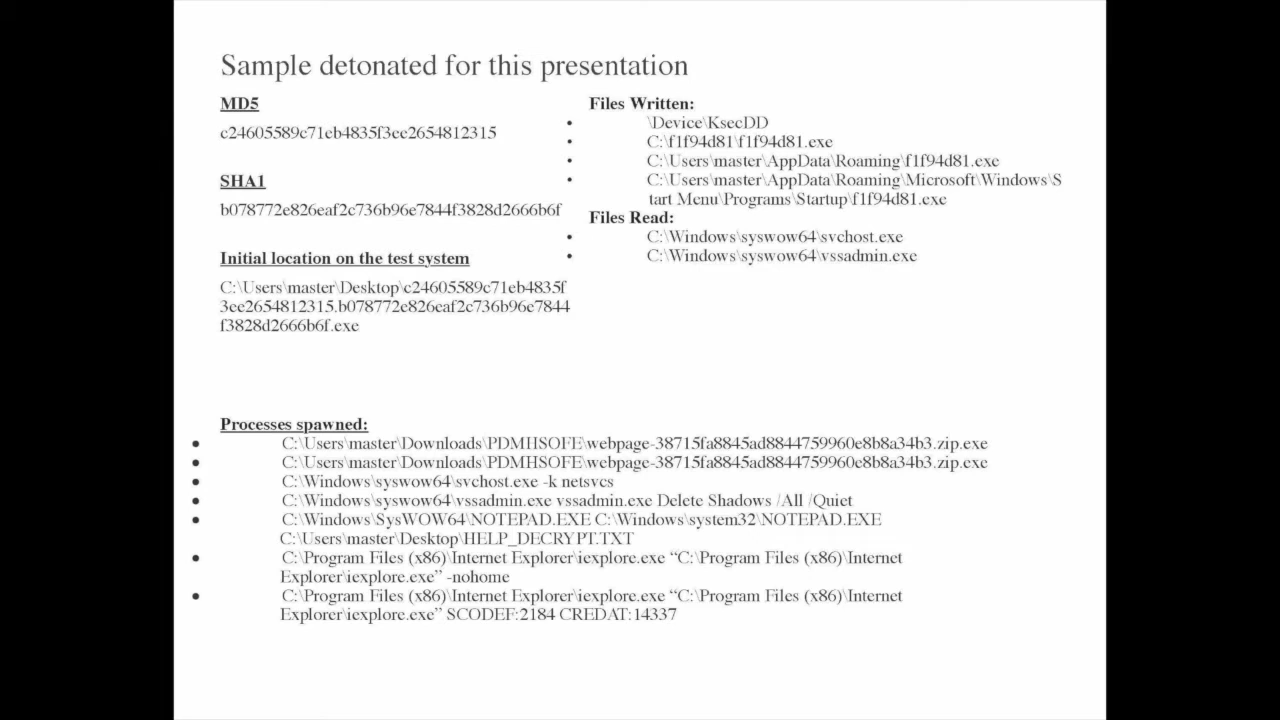 Sample detonated for this presentation
MD5
c24605589c71eb4835f3ee2654812315
SHA1
b078772e826eaf2c736b96e7844f3828d2666b6f
Initial location on the test system
C:\Users\master\Desktop\c24605589c71eb4835f
3ee2654812315.b078772e826eaf2c736b96e7844
f3828d2666b6f.exe
Files Written:
• \Device\KsecDD
• C:\f1f94d81\f1f94d81.exe
• C:\Users\master\AppData\Roaming\f1f94d81.exe
• C:\Users\master\AppData\Roaming\Microsoft\Windows\S
tart Menu\Programs\Startup\f1f94d81.exe
Files Read:
• C:\Windows\syswow64\svchost.exe
• C:\Windows\syswow64\vssadmin.exe
Processes spawned:
• C:\Users\master\Downloads\PDMHSOFE\webpage-38715fa8845ad8844759960e8b8a34b3.zip.exe
• C:\Users\master\Downloads\PDMHSOFE\webpage-38715fa8845ad8844759960e8b8a34b3.zip.exe
• C:\Windows\syswow64\svchost.exe -k netsvcs
• C:\Windows\syswow64\vssadmin.exe vssadmin.exe Delete Shadows /All /Quiet
• C:\Windows\SysWOW64\NOTEPAD.EXE C:\Windows\system32\NOTEPAD.EXE
C:\Users\master\Desktop\HELP_DECRYPT.TXT
• C:\Program Files (x86)\Internet Explorer\iexplore.exe “C:\Program Files (x86)\Internet
Explorer\iexplore.exe” -nohome
• C:\Program Files (x86)\Internet Explorer\iexplore.exe “C:\Program Files (x86)\Internet
Explorer\iexplore.exe” SCODEF:2184 CREDAT:14337